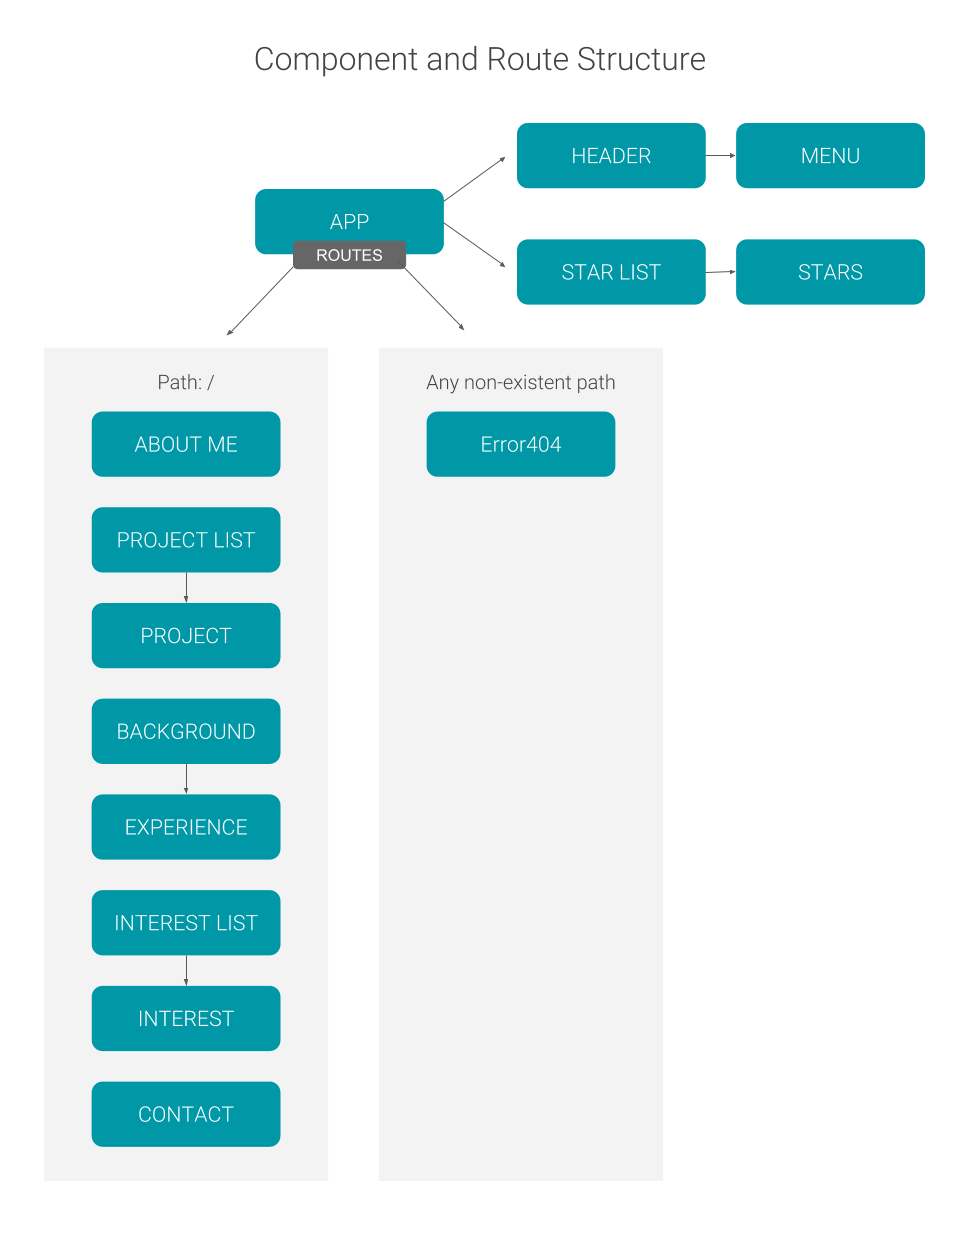 Component and Route Structure
HEADER
MENU
APP
ROUTES
STAR LIST
STARS
Path: /
ABOUT ME
PROJECT LIST
PROJECT
BACKGROUND
EXPERIENCE
INTEREST LIST
INTEREST
CONTACT
Any non-existent path
Error404